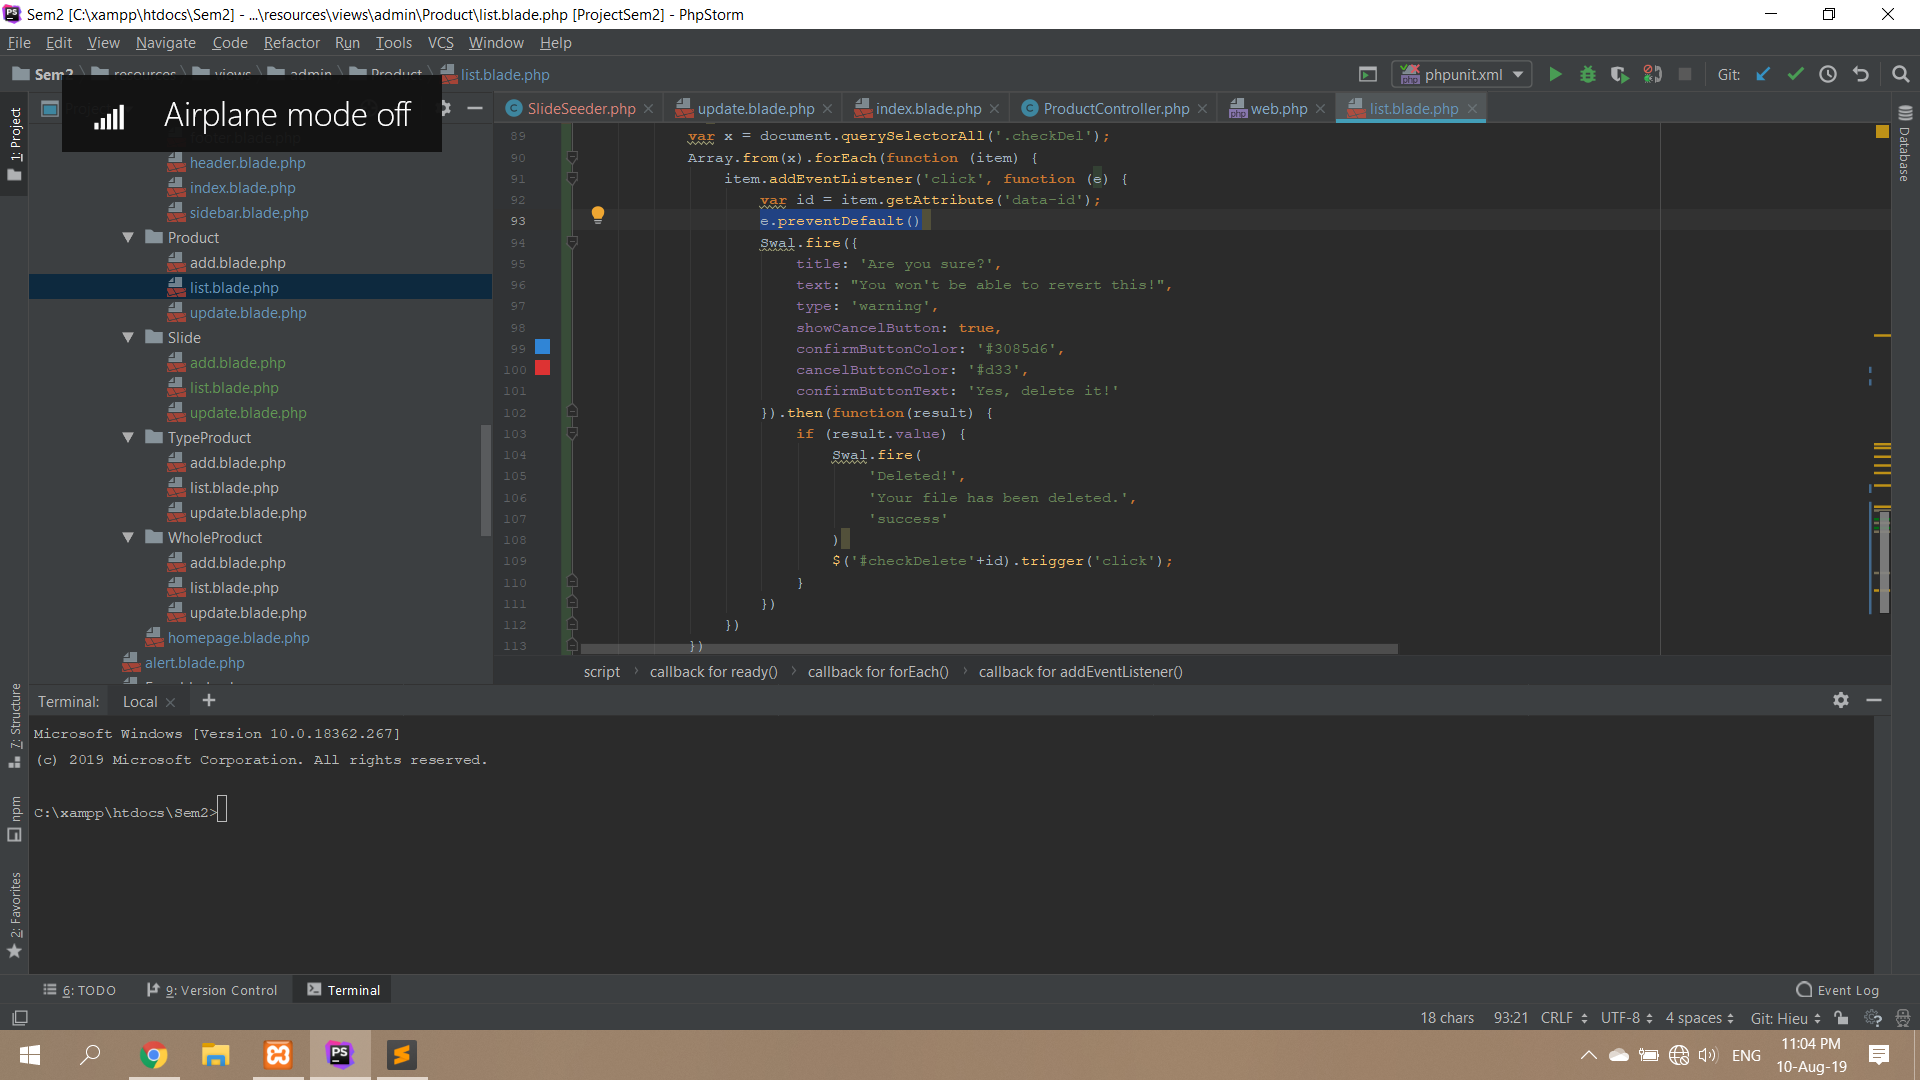 Sem2 [C:\xampp\htdocs\Sem2] - ...\resources\views\admin\Product\list.blade.php [ProjectSem2] - PhpStorm
File Edit View Navigate Code Refactor Run Tools VCS Window Help
Sem2 resources views admin Product list.blade.php
phpunit.xml Git:
Airplane mode off
SlideSeeder.php update.blade.php index.blade.php ProductController.php web.php list.blade.php
1: Project
header.blade.php
index.blade.php
sidebar.blade.php
Product
add.blade.php
list.blade.php
update.blade.php
Slide
add.blade.php
list.blade.php
update.blade.php
TypeProduct
add.blade.php
list.blade.php
update.blade.php
WholeProduct
add.blade.php
list.blade.php
update.blade.php
homepage.blade.php
alert.blade.php
89 var x = document.querySelectorAll('.checkDel');
90 Array.from(x).forEach(function (item) {
91 item.addEventListener('click', function (e) {
92 var id = item.getAttribute('data-id');
93 e.preventDefault()
94 Swal.fire({
95 title: 'Are you sure?',
96 text: "You won't be able to revert this!",
97 type: 'warning',
98 showCancelButton: true,
99 confirmButtonColor: '#3085d6',
100 cancelButtonColor: '#d33',
101 confirmButtonText: 'Yes, delete it!'
102 }).then(function(result) {
103 if (result.value) {
104 Swal.fire(
105 'Deleted!',
106 'Your file has been deleted.',
107 'success'
108 )
109 $('#checkDelete'+id).trigger('click');
110 }
111 })
112 })
113 })
script callback for ready() callback for forEach() callback for addEventListener()
Database
Terminal: Local
Microsoft Windows [Version 10.0.18362.267]
(c) 2019 Microsoft Corporation. All rights reserved.
C:\xampp\htdocs\Sem2>
7: Structure
npm
2: Favorites
6: TODO 9: Version Control Terminal Event Log
18 chars 93:21 CRLF UTF-8 4 spaces Git: Hieu
ENG 11:04 PM
10-Aug-19